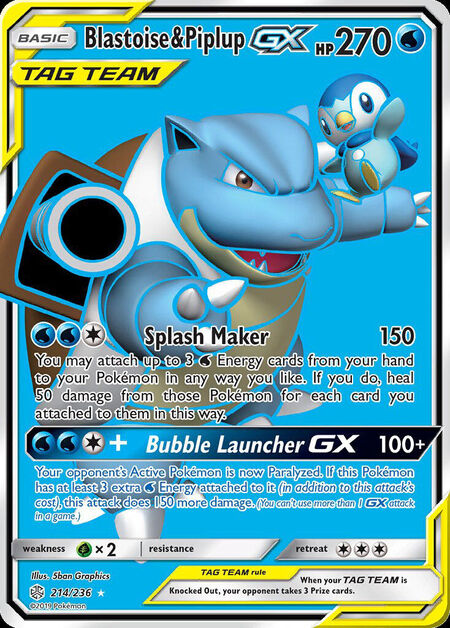 BASIC Blastoise&Piplup GX HP270
TAG TEAM
Splash Maker 150
You may attach up to 3 Energy cards from your hand
to your Pokémon in any way you like. If you do, heal
50 damage from those Pokémon for each card you
attached to them in this way.
+ Bubble Launcher GX 100+
Your opponent's Active Pokémon is now Paralyzed. If this Pokémon
has at least 3 extra Energy attached to it (in addition to this attack's
cost), this attack does 150 more damage. (You can't use more than 1 GX attack
in a game.)
weakness ×2 resistance retreat
Illus. 5ban Graphics
TAG TEAM rule
When your TAG TEAM is
Knocked Out, your opponent takes 3 Prize cards.
214/236
©2019 Pokémon